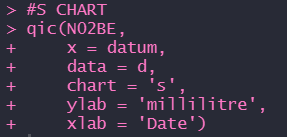 > #S CHART
> qic(NO2BE,
+     x = datum,
+     data = d,
+     chart = 's',
+     ylab = 'millilitre',
+     xlab = 'Date')